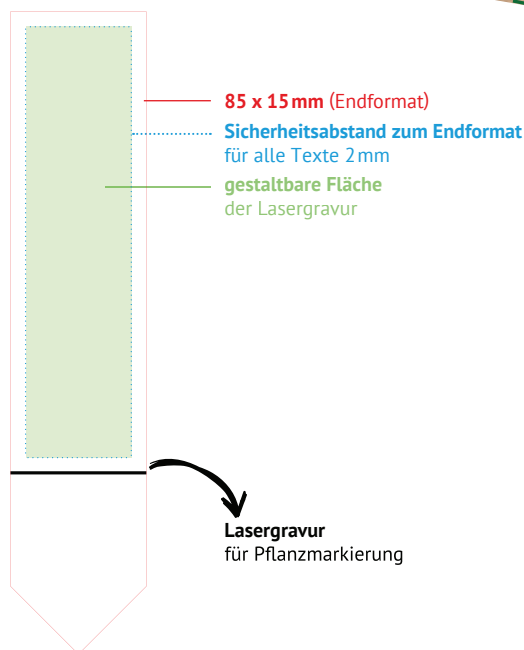 85 x 15 mm (Endformat)
Sicherheitsabstand zum Endformat
für alle Texte 2 mm
gestaltbare Fläche
der Lasergravur
Lasergravur
für Pflanzmarkierung